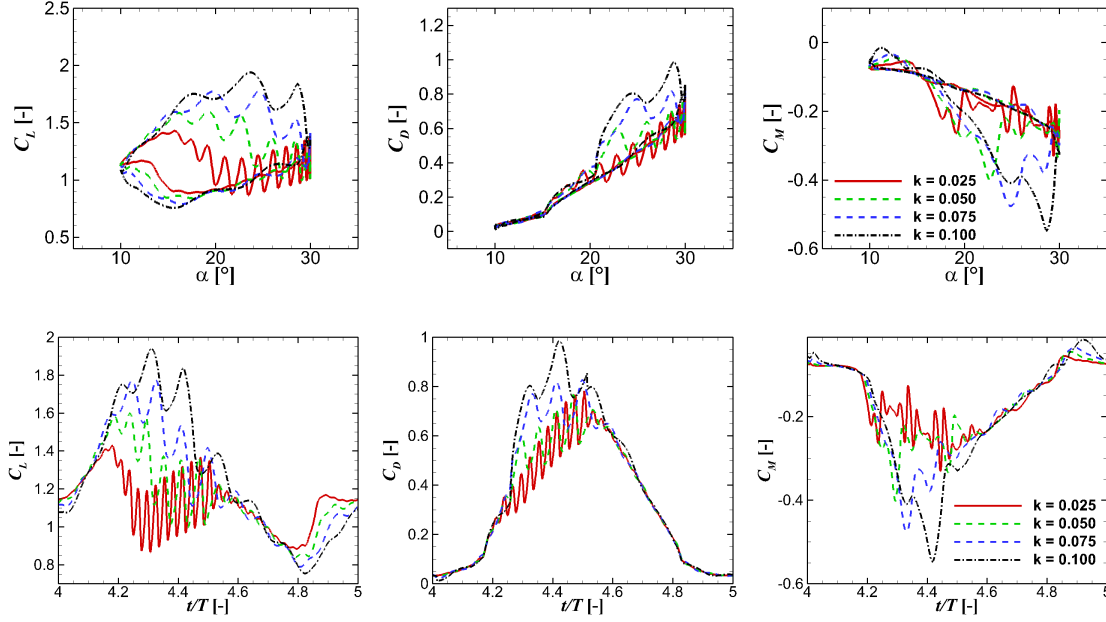 C_L [-]
2.5
2
1.5
1
0.5
10 20 30
α [°]
C_D [-]
1.2
1
0.8
0.6
0.4
0.2
0
10 20 30
α [°]
C_M [-]
0
-0.2
-0.4
-0.6
k = 0.025
k = 0.050
k = 0.075
k = 0.100
10 20 30
α [°]
C_L [-]
2
1.8
1.6
1.4
1.2
1
0.8
4 4.2 4.4 4.6 4.8 5
t/T [-]
C_D [-]
1
0.8
0.6
0.4
0.2
0
4 4.2 4.4 4.6 4.8 5
t/T [-]
C_M [-]
-0.2
-0.4
-0.6
k = 0.025
k = 0.050
k = 0.075
k = 0.100
4 4.2 4.4 4.6 4.8 5
t/T [-]